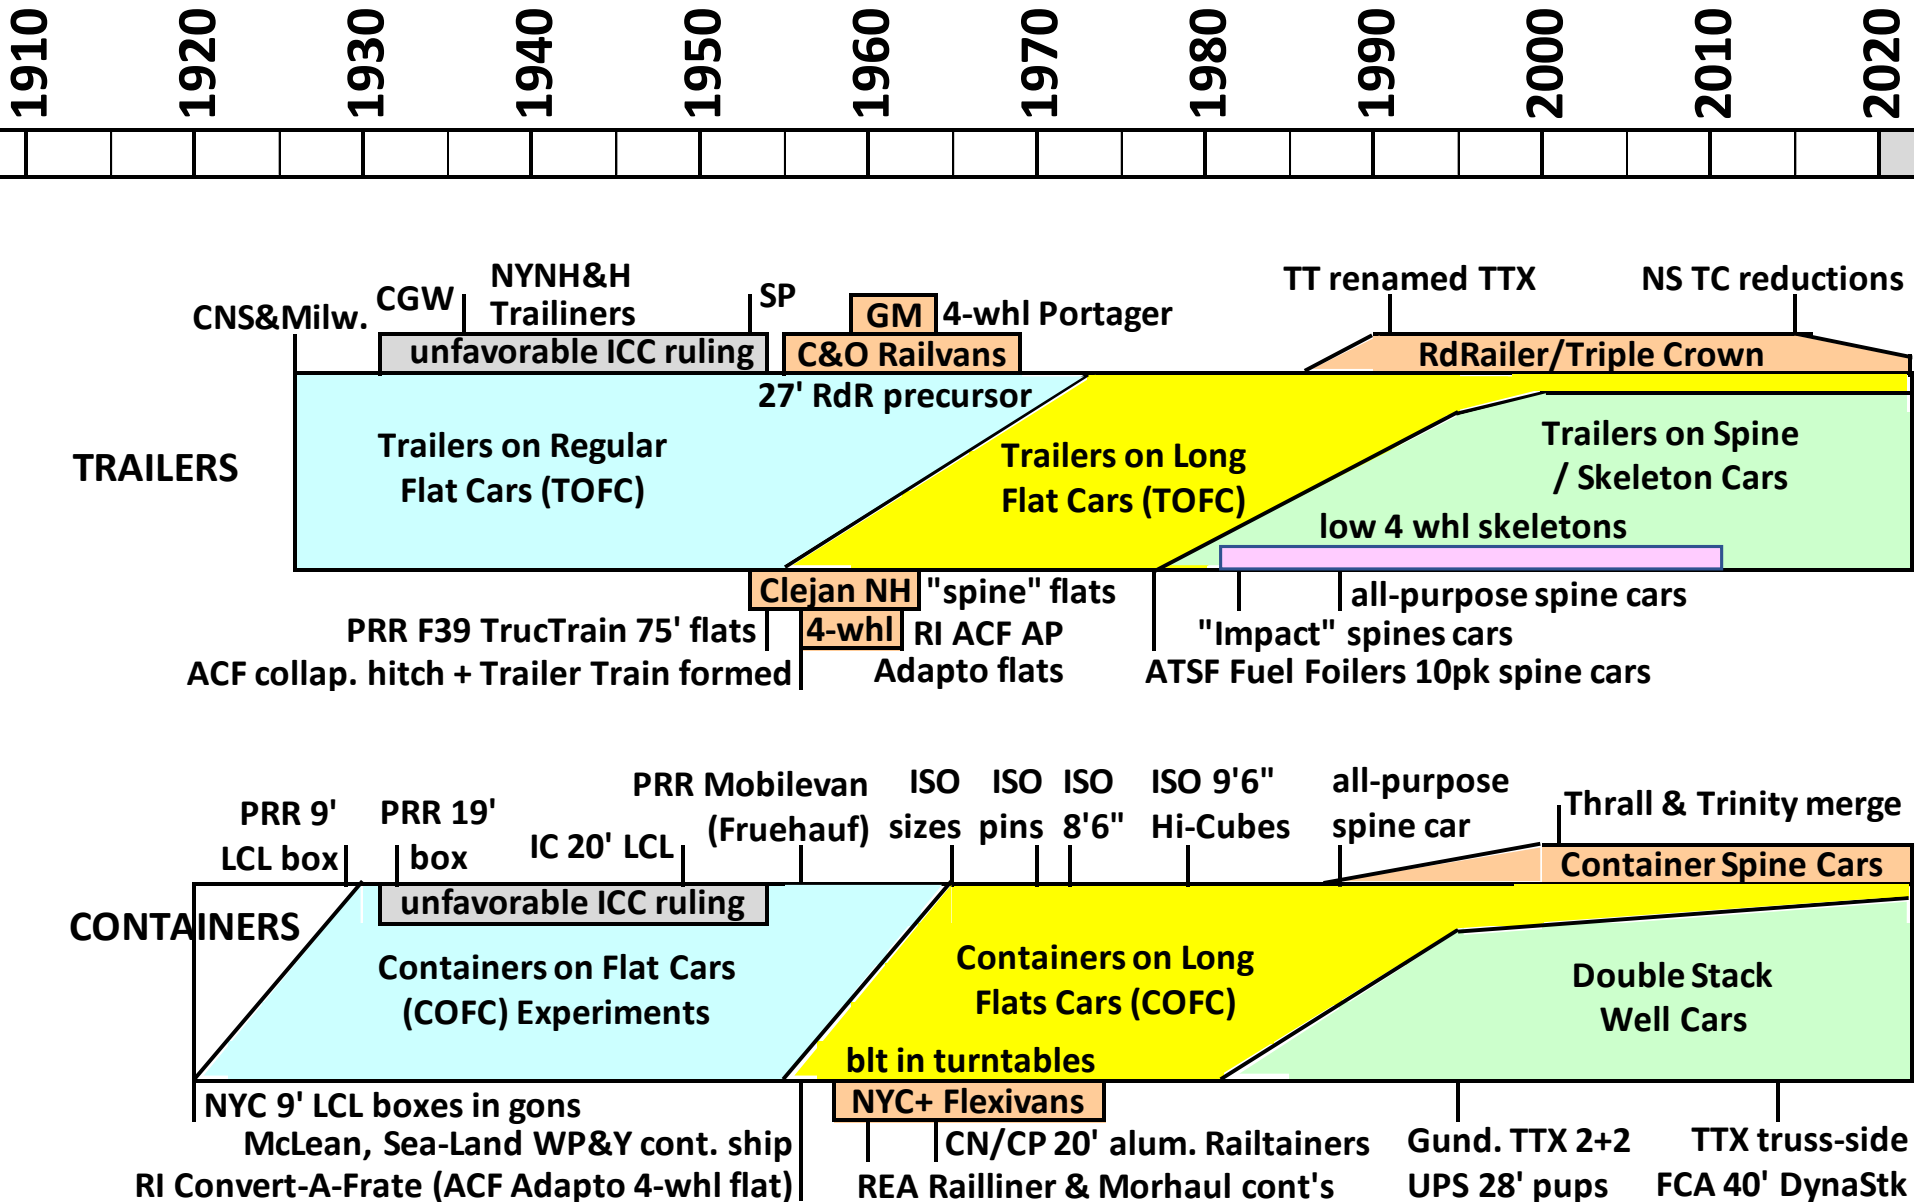 1910 1920 1930 1940 1950 1960 1970 1980 1990 2000 2010 2020
CNS&Milw.
CGW
NYNH&H
Trailiners
SP
GM
4-whl Portager
TT renamed TTX
NS TC reductions
unfavorable ICC ruling
C&O Railvans
RdRailer/Triple Crown
27' RdR precursor
TRAILERS
Trailers on Regular
Flat Cars (TOFC)
Trailers on Long
Flat Cars (TOFC)
Trailers on Spine
/ Skeleton Cars
low 4 whl skeletons
Clejan NH
"spine" flats
all-purpose spine cars
PRR F39 TrucTrain 75' flats
4-whl
RI ACF AP
Adapto flats
"Impact" spines cars
ACF collap. hitch + Trailer Train formed
ATSF Fuel Foilers 10pk spine cars
PRR 9'
LCL box
PRR 19'
box
IC 20' LCL
PRR Mobilevan
(Fruehauf)
ISO
sizes
ISO
pins
ISO
8'6"
ISO 9'6"
Hi-Cubes
all-purpose
spine car
Thrall & Trinity merge
Container Spine Cars
CONTAINERS
unfavorable ICC ruling
Containers on Flat Cars
(COFC) Experiments
Containers on Long
Flats Cars (COFC)
Double Stack
Well Cars
blt in turntables
NYC+ Flexivans
NYC 9' LCL boxes in gons
McLean, Sea-Land WP&Y cont. ship
RI Convert-A-Frate (ACF Adapto 4-whl flat)
CN/CP 20' alum. Railtainers
REA Railliner & Morhaul cont's
Gund. TTX 2+2
UPS 28' pups
TTX truss-side
FCA 40' DynaStk